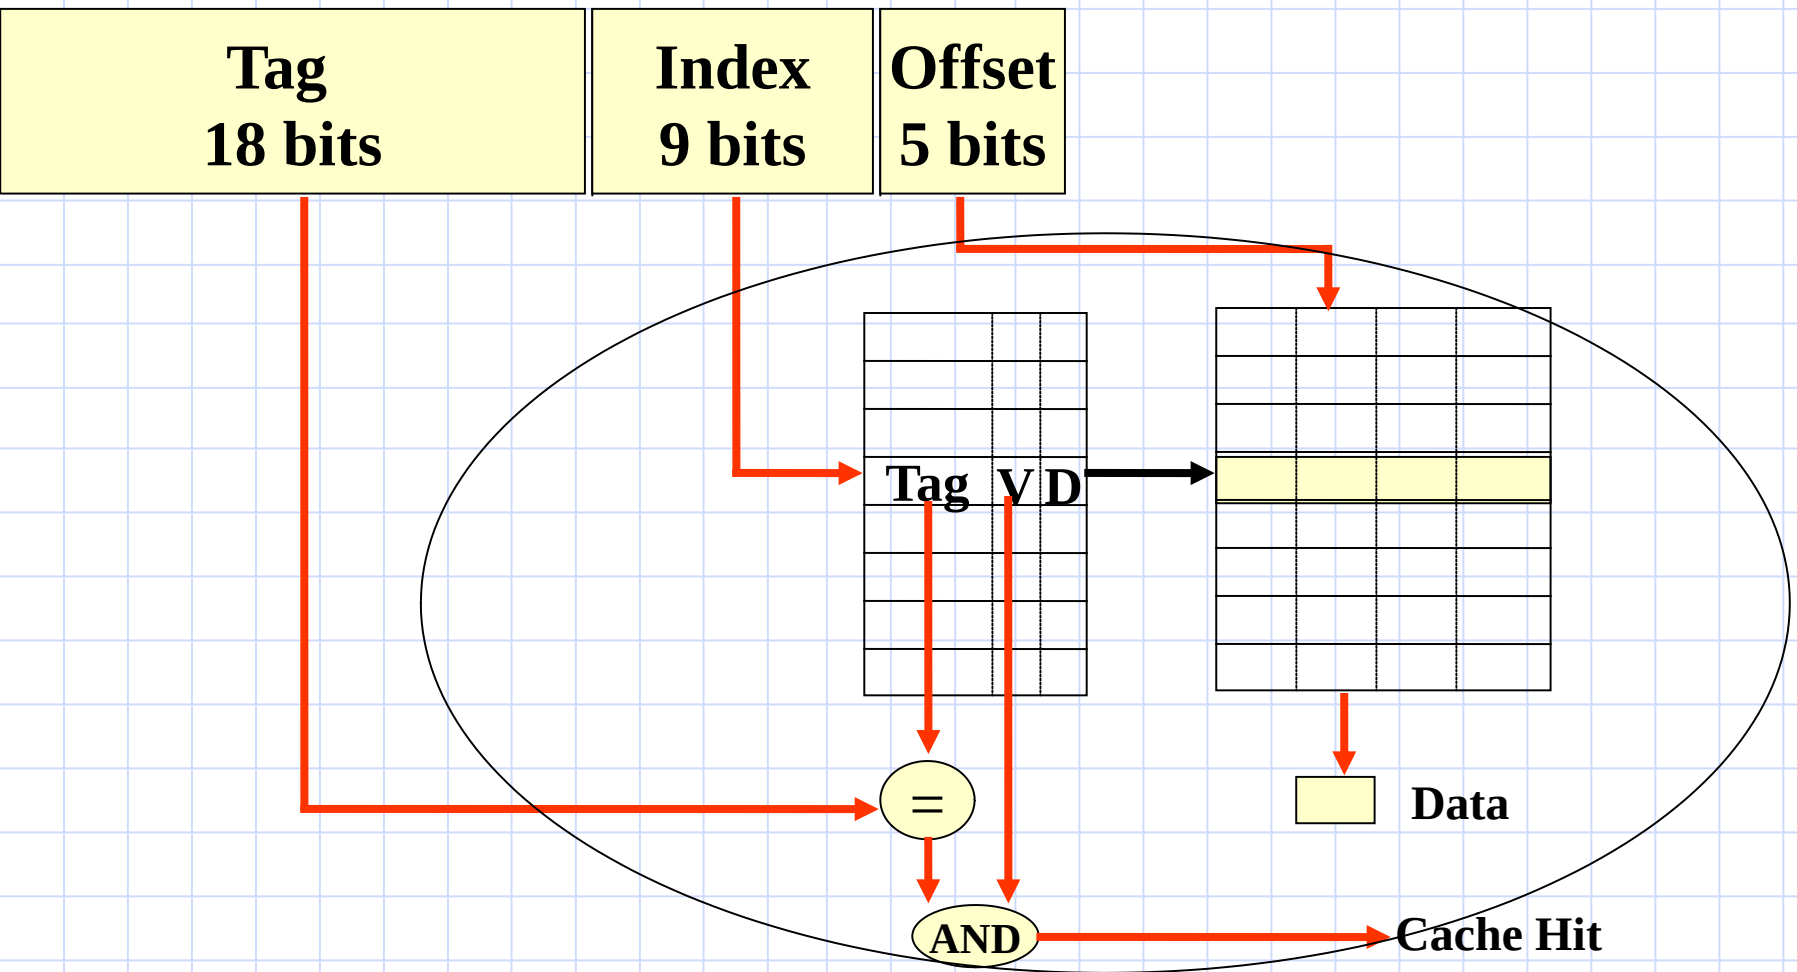 Tag
18 bits
Index
9 bits
Offset
5 bits
Tag V D
=
Data
AND
Cache Hit